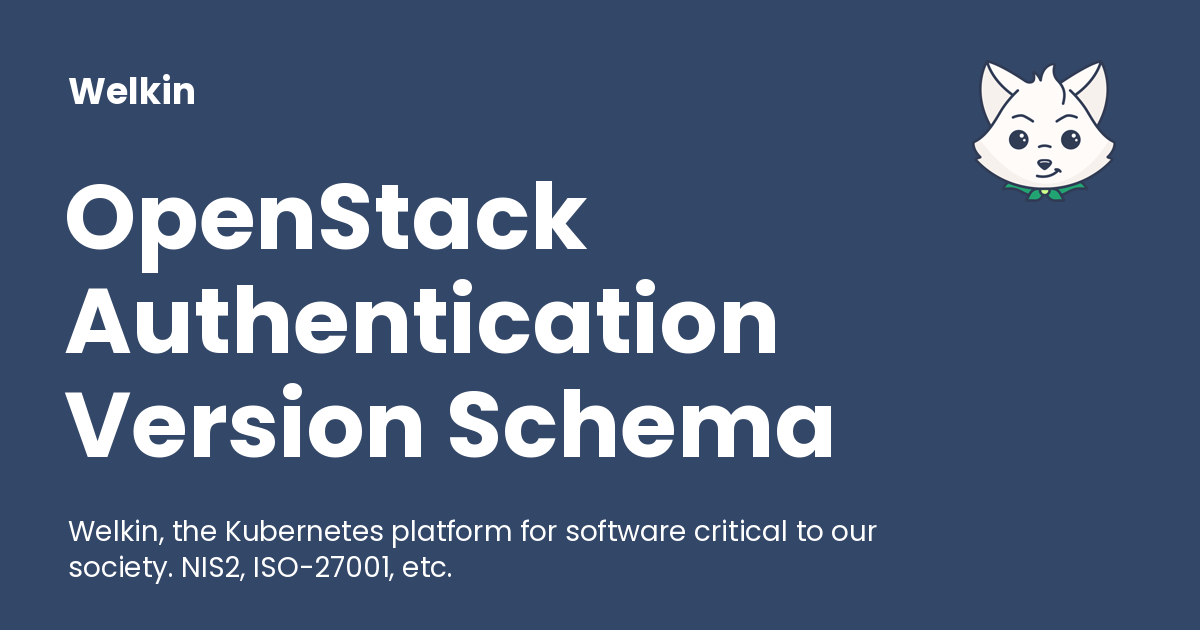 Welkin
OpenStack
Authentication
Version Schema
Welkin, the Kubernetes platform for software critical to our
society. NIS2, ISO-27001, etc.